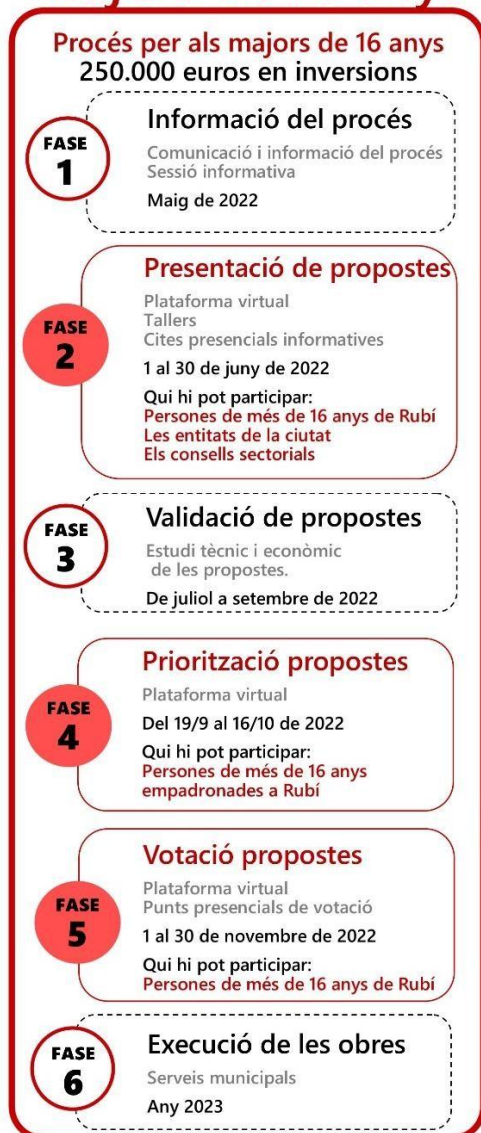 Procés per als majors de 16 anys
250.000 euros en inversions
FASE
1
Informació del procés
Comunicació i informació del procés
Sessió informativa
Maig de 2022
FASE
2
Presentació de propostes
Plataforma virtual
Tallers
Cites presencials informatives
1 al 30 de juny de 2022
Qui hi pot participar:
Persones de més de 16 anys de Rubí
Les entitats de la ciutat
Els consells sectorials
FASE
3
Validació de propostes
Estudi tècnic i econòmic
de les propostes.
De juliol a setembre de 2022
FASE
4
Priorització propostes
Plataforma virtual
Del 19/9 al 16/10 de 2022
Qui hi pot participar:
Persones de més de 16 anys
empadronades a Rubí
FASE
5
Votació propostes
Plataforma virtual
Punts presencials de votació
1 al 30 de novembre de 2022
Qui hi pot participar:
Persones de més de 16 anys de Rubí
FASE
6
Execució de les obres
Serveis municipals
Any 2023